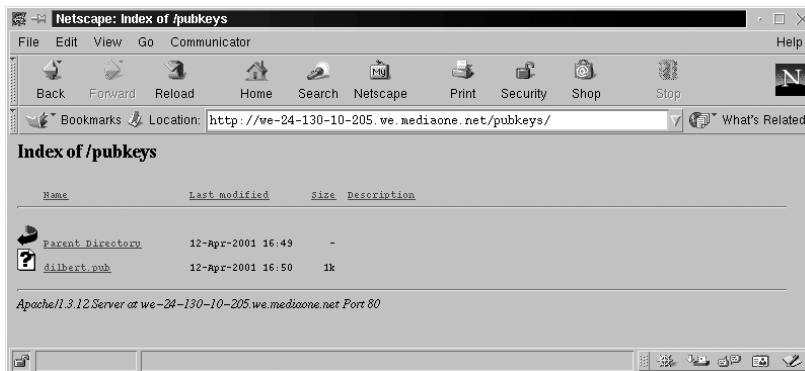 Netscape: Index of /pubkeys
File Edit View Go Communicator Help
Back Forward Reload Home Search Netscape Print Security Shop Stop
Bookmarks Location: http://we-24-130-10-205.we.mediaone.net/pubkeys/ What's Related
Index of /pubkeys
Name Last modified Size Description
Parent Directory 12-Apr-2001 16:49 -
dilbert.pub 12-Apr-2001 16:50 1k
Apache/1.3.12 Server at we-24-130-10-205.we.mediaone.net Port 80